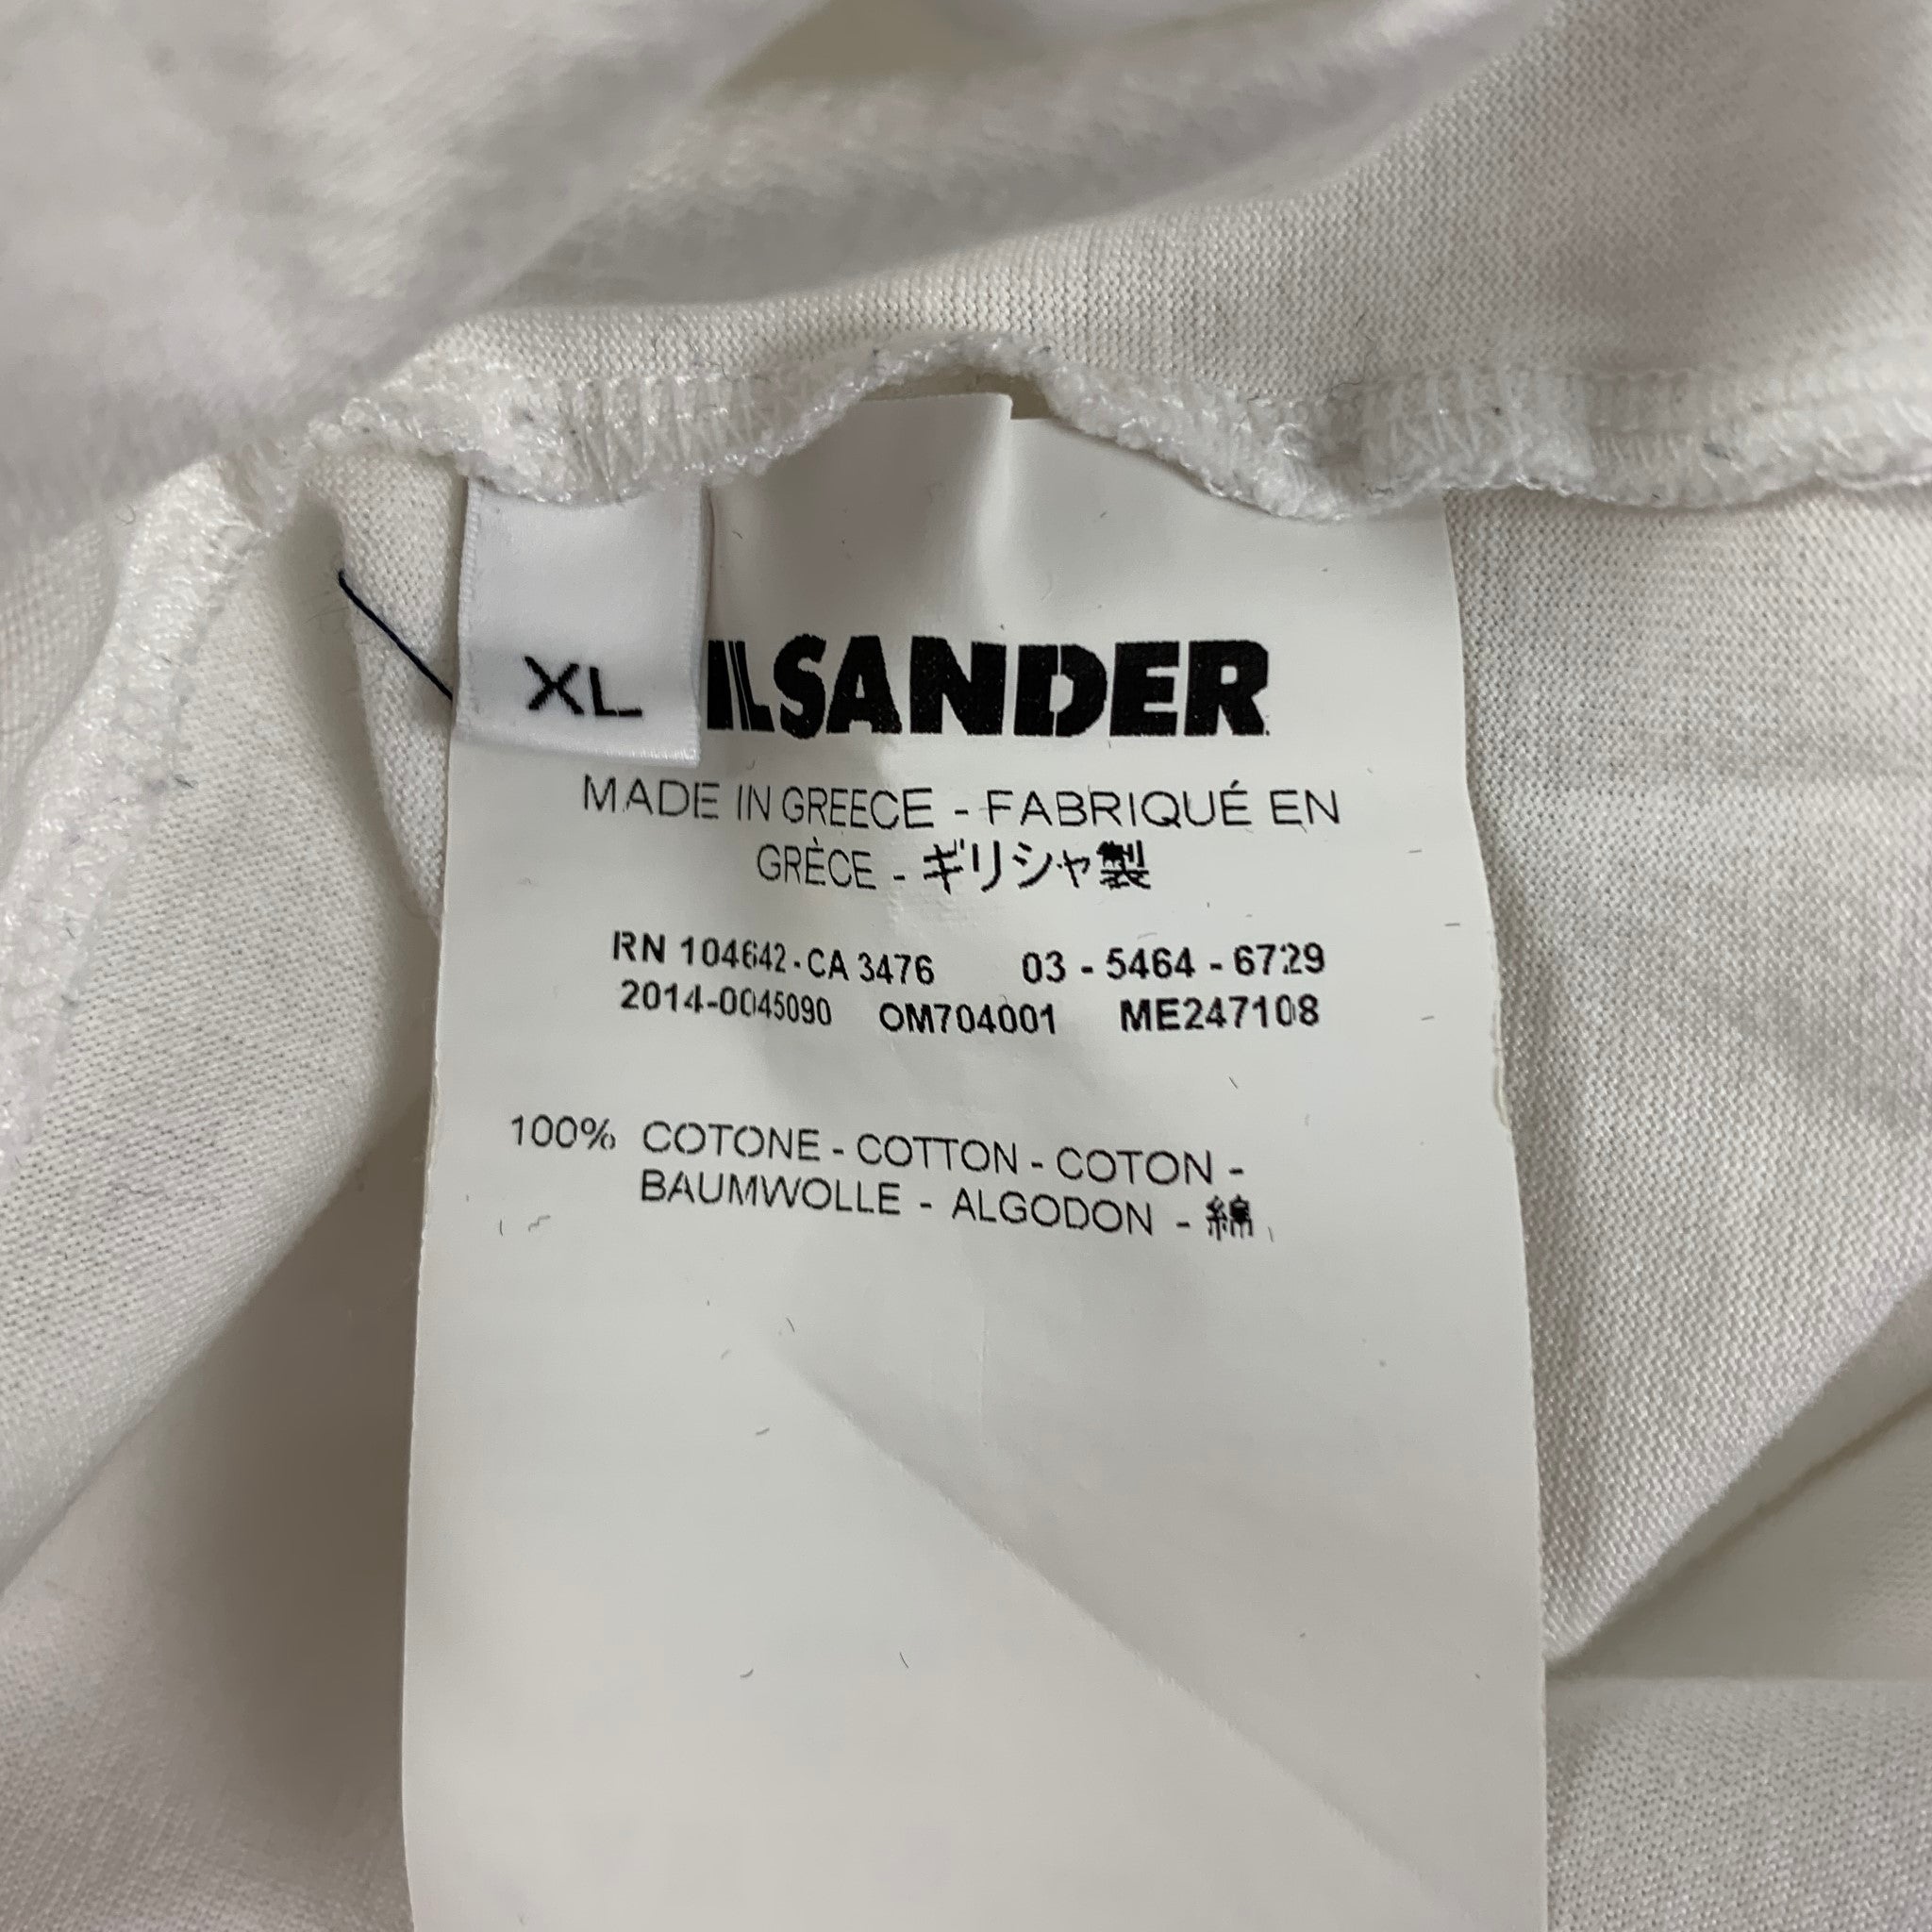 XL
ILSANDER
MADE IN GREECE - FABRIQUÉ EN
GRÈCE - ギリシャ製
RN 104642-CA 3476 03 - 5464 - 6729
2014-0045090 OM704001 ME247108
100% COTONE - COTTON - COTON -
BAUMWOLLE - ALGODON - 綿